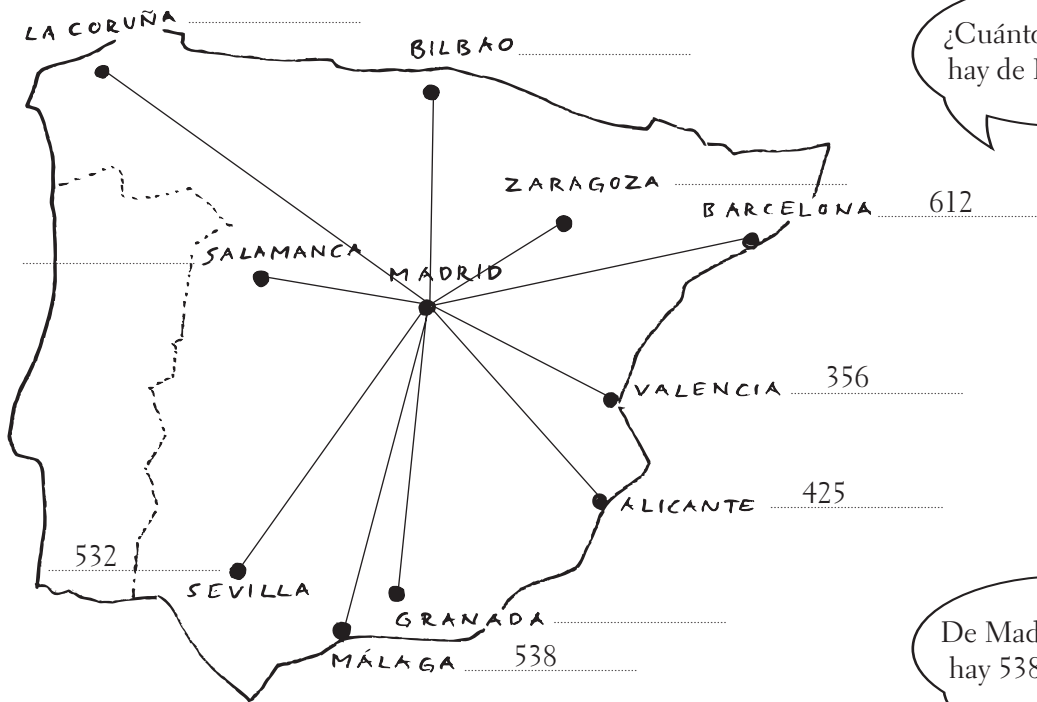 LA CORUÑA
BILBAO
¿Cuánto
hay de
ZARAGOZA
BARCELONA 612
SALAMANCA
MADRID
VALENCIA 356
ALICANTE 425
532
SEVILLA
GRANADA
MÁLAGA 538
De Mad
hay 538